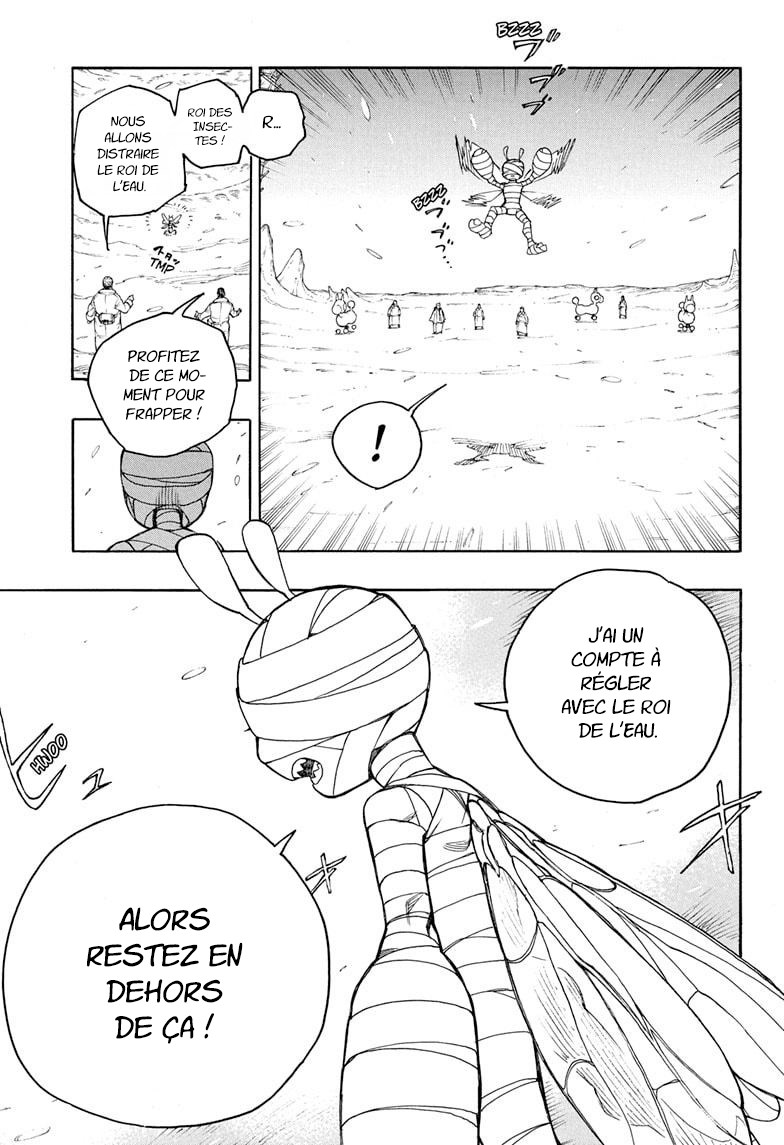 BZZZ
BZZZ
!
R...
ROI DES
INSEC-
TES !
NOUS
ALLONS
DISTRAIRE
LE ROI DE
L'EAU.
TMP
PROFITEZ
DE CE MO-
MENT POUR
FRAPPER !
J'AI UN
COMPTE À
RÉGLER
AVEC LE ROI
DE L'EAU.
HNOO
ALORS
RESTEZ EN
DEHORS
DE ÇA !